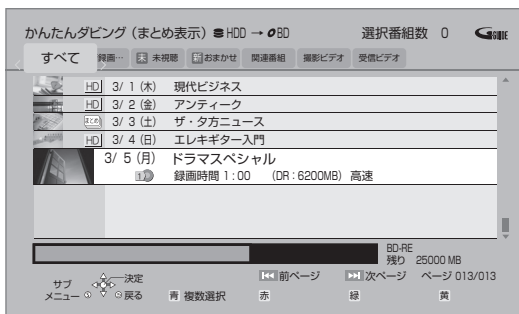 かんたんダビング (まとめ表示) HDD → BD 選択番組数 0 G GUIDE
すべて 録画… 未 未視聴 新 おまかせ 関連番組 撮影ビデオ 受信ビデオ
HD 3/ 1 (木) 現代ビジネス
HD 3/ 2 (金) アンティーク
まとめ 3/ 3 (土) ザ・夕方ニュース
HD 3/ 4 (日) エレキギター入門
3/ 5 (月) ドラマスペシャル
録画時間 1:00 (DR:6200MB) 高速
BD-RE
残り 25000 MB
前ページ 次ページ ページ 013/013
サブ メニュー 決定
戻る 青 複数選択 赤 緑 黄